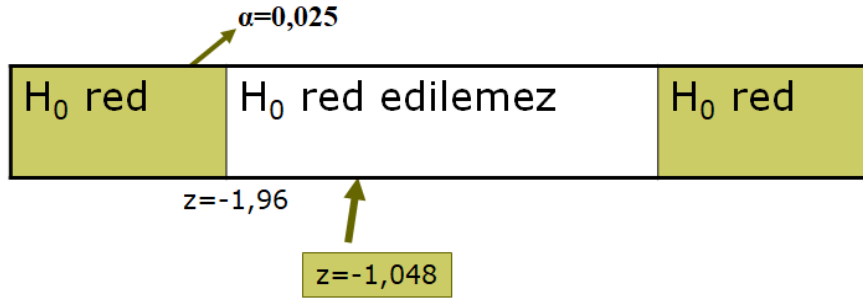 α=0,025
H₀ red
H₀ red edilemez
H₀ red
z=-1,96
z=-1,048